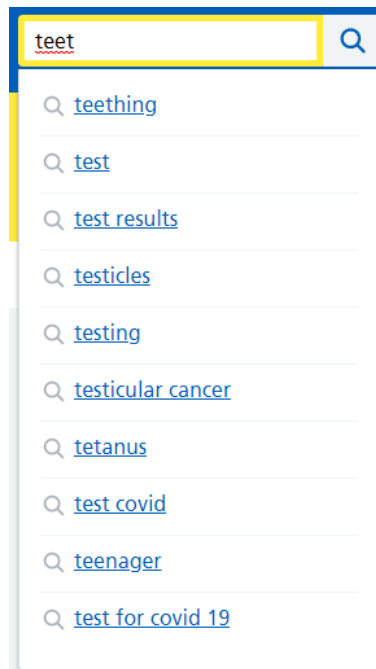 teet
teething
test
test results
testicles
testing
testicular cancer
tetanus
test covid
teenager
test for covid 19